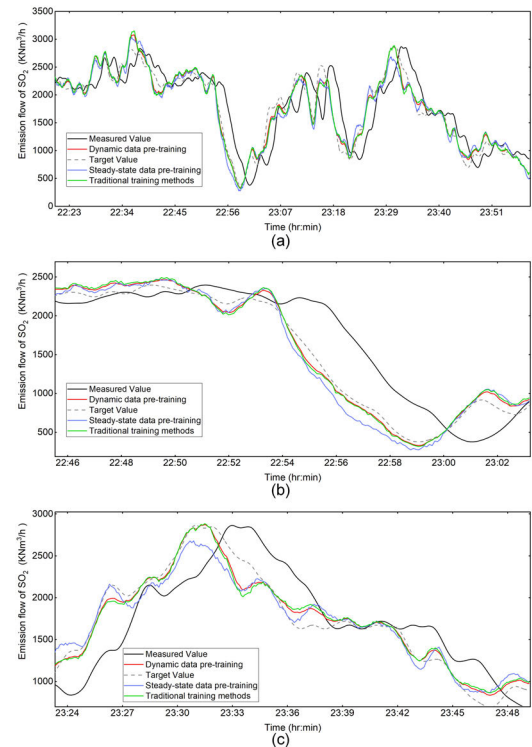 Emission flow of SO2 (KNm3/h)
3500
3000
2500
2000
1500
1000
500
0
Measured Value
Dynamic data pre-training
Target Value
Steady-state data pre-training
Traditional training methods
22:23 22:34 22:45 22:56 23:07 23:18 23:29 23:40 23:51
Time (hr:min)
(a)
Emission flow of SO2 (KNm3/h)
2500
2000
1500
1000
500
Measured Value
Dynamic data pre-training
Target Value
Steady-state data pre-training
Traditional training methods
22:46 22:48 22:50 22:52 22:54 22:56 22:58 23:00 23:02
Time (hr:min)
(b)
Emission flow of SO2 (KNm3/h)
3000
2500
2000
1500
1000
Measured Value
Dynamic data pre-training
Target Value
Steady-state data pre-training
Traditional training methods
23:24 23:27 23:30 23:33 23:36 23:39 23:42 23:45 23:48
Time (hr:min)
(c)